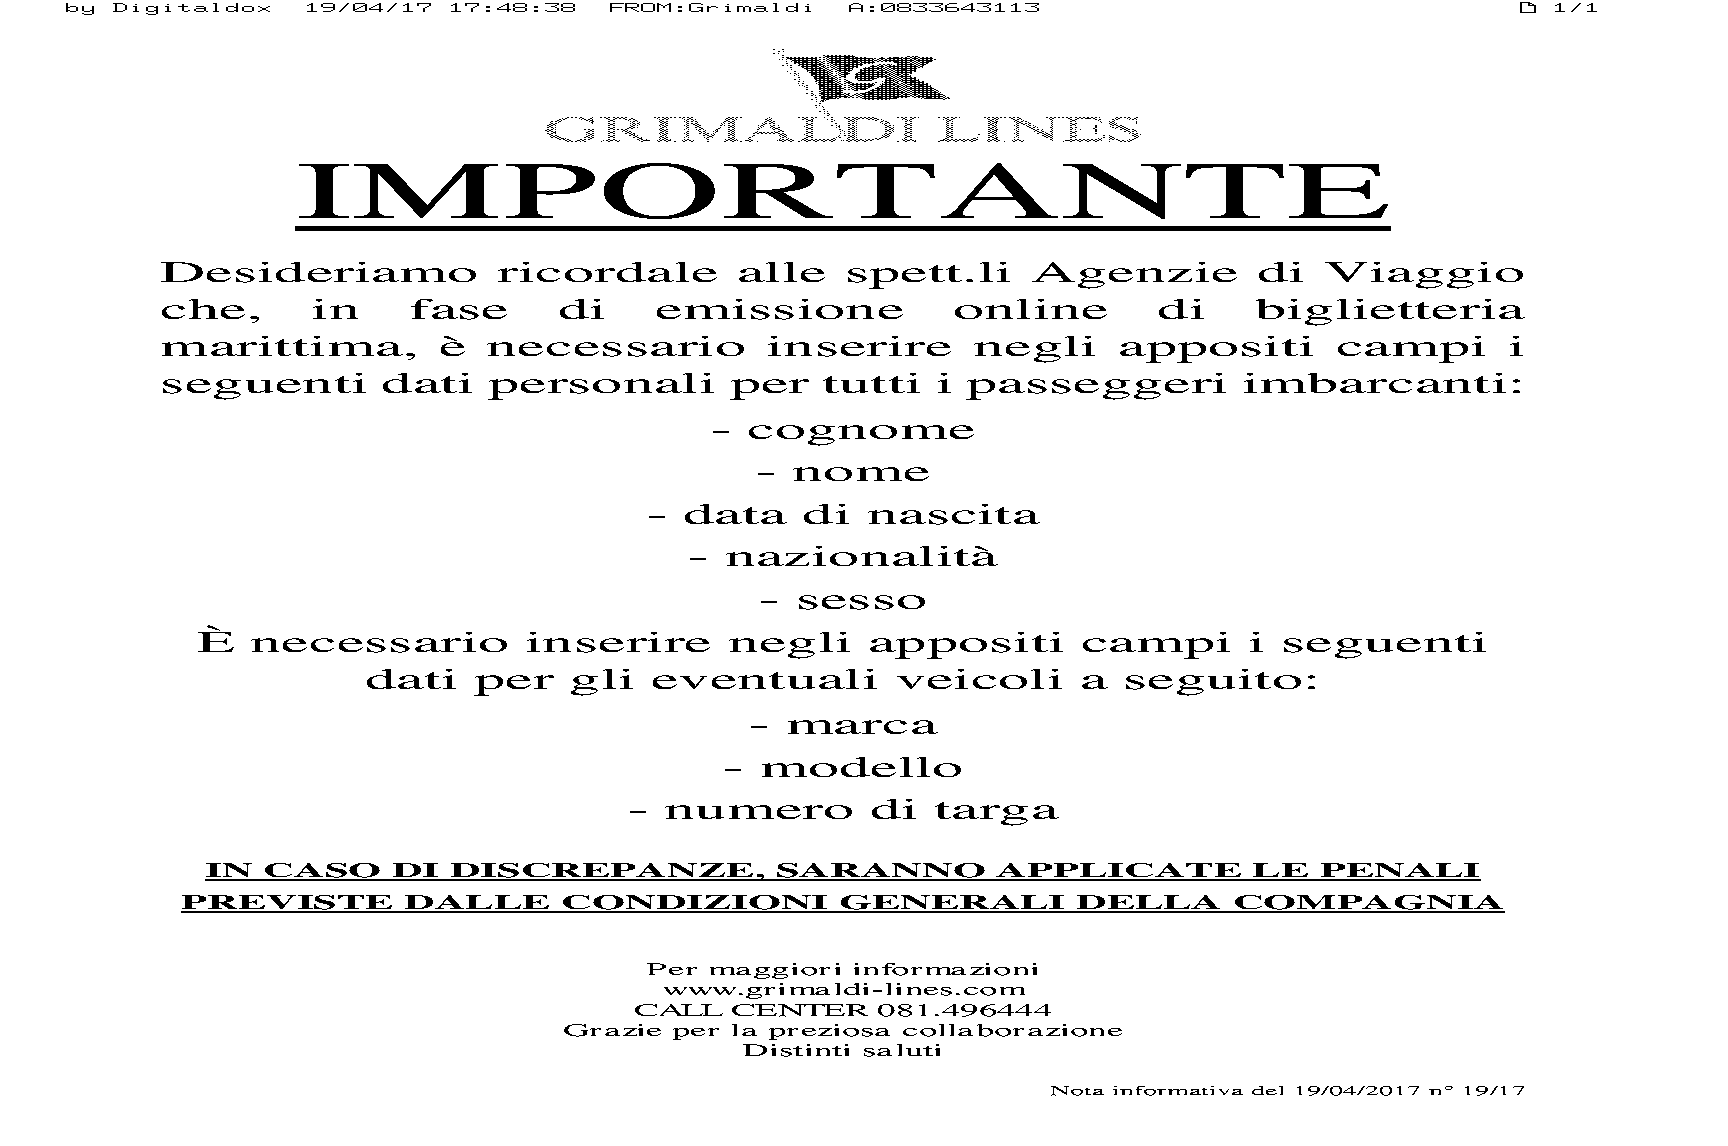 by Digitaldox 19/04/17 17:48:38 FROM:Grimaldi A:0833643113 1/1
G
GRIMALDI LINES
IMPORTANTE
Desideriamo ricordale alle spett.li Agenzie di Viaggio
che, in fase di emissione online di biglietteria
marittima, è necessario inserire negli appositi campi i
seguenti dati personali per tutti i passeggeri imbarcanti:
- cognome
- nome
- data di nascita
- nazionalità
- sesso
È necessario inserire negli appositi campi i seguenti
dati per gli eventuali veicoli a seguito:
- marca
- modello
- numero di targa
IN CASO DI DISCREPANZE, SARANNO APPLICATE LE PENALI
PREVISTE DALLE CONDIZIONI GENERALI DELLA COMPAGNIA
Per maggiori informazioni
www.grimaldi-lines.com
CALL CENTER 081.496444
Grazie per la preziosa collaborazione
Distinti saluti
Nota informativa del 19/04/2017 n° 19/17